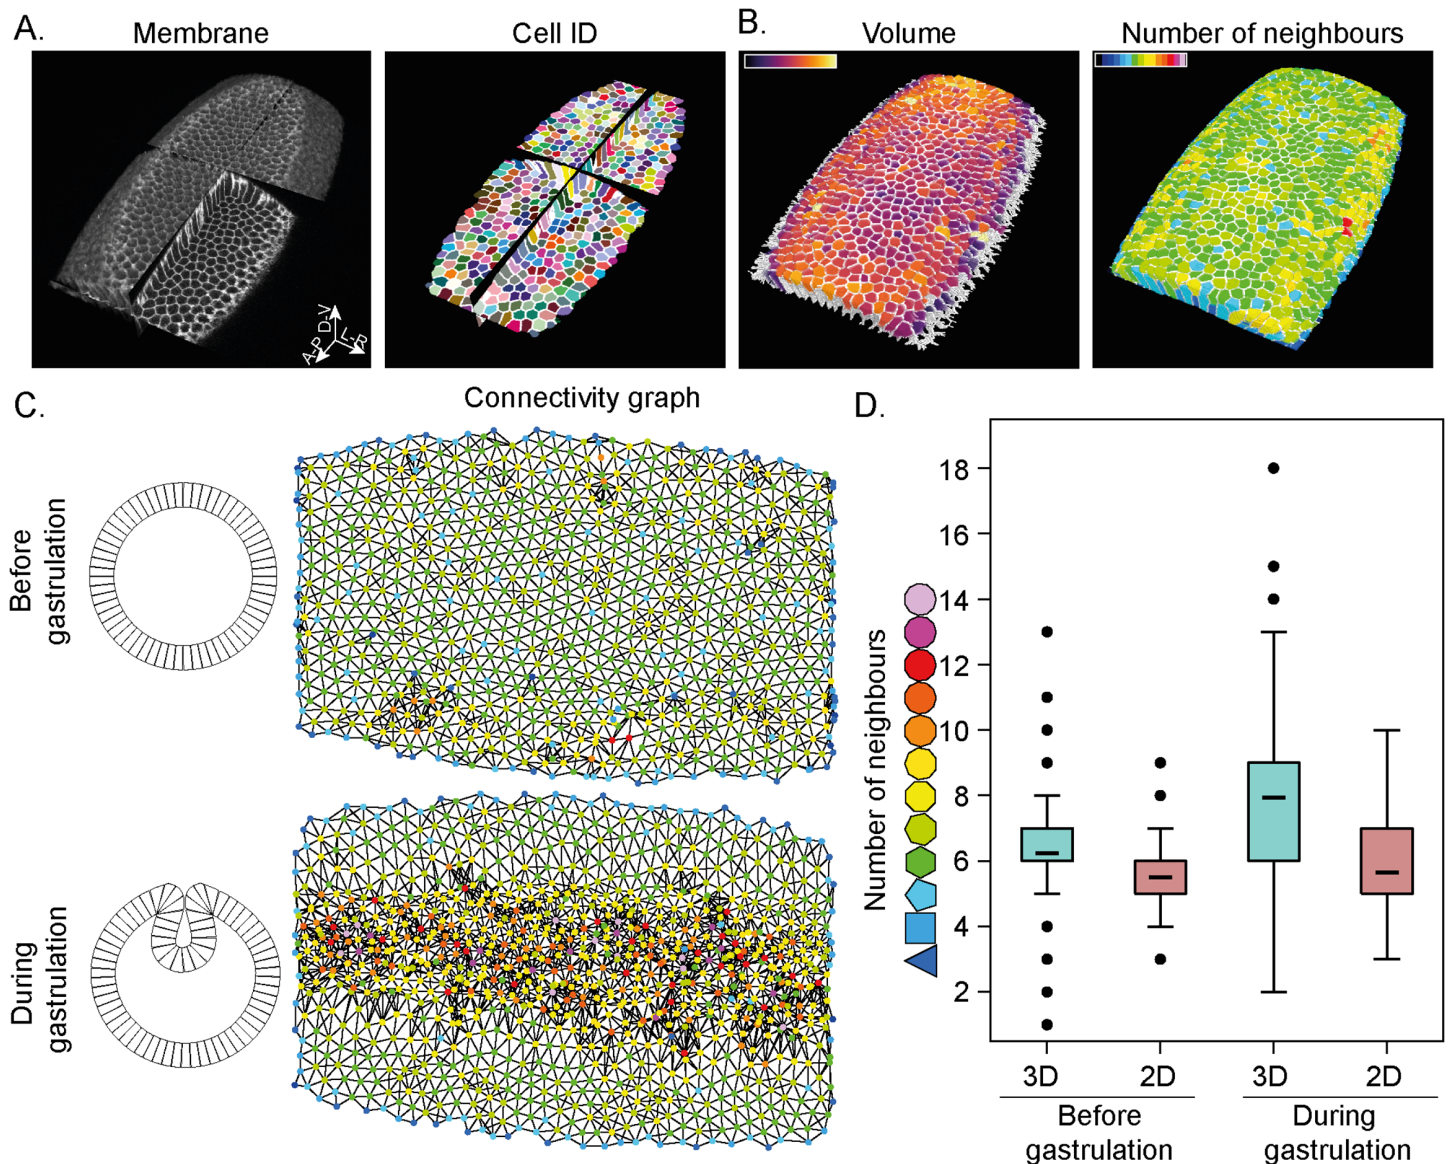 A.
Membrane
Cell ID
B.
Volume
Number of neighbours
A-P
D-V
L-R
C.
Connectivity graph
Before
gastrulation
During
gastrulation
D.
Number of neighbours
18
16
14
12
10
8
6
4
2
3D
2D
3D
2D
Before
gastrulation
During
gastrulation